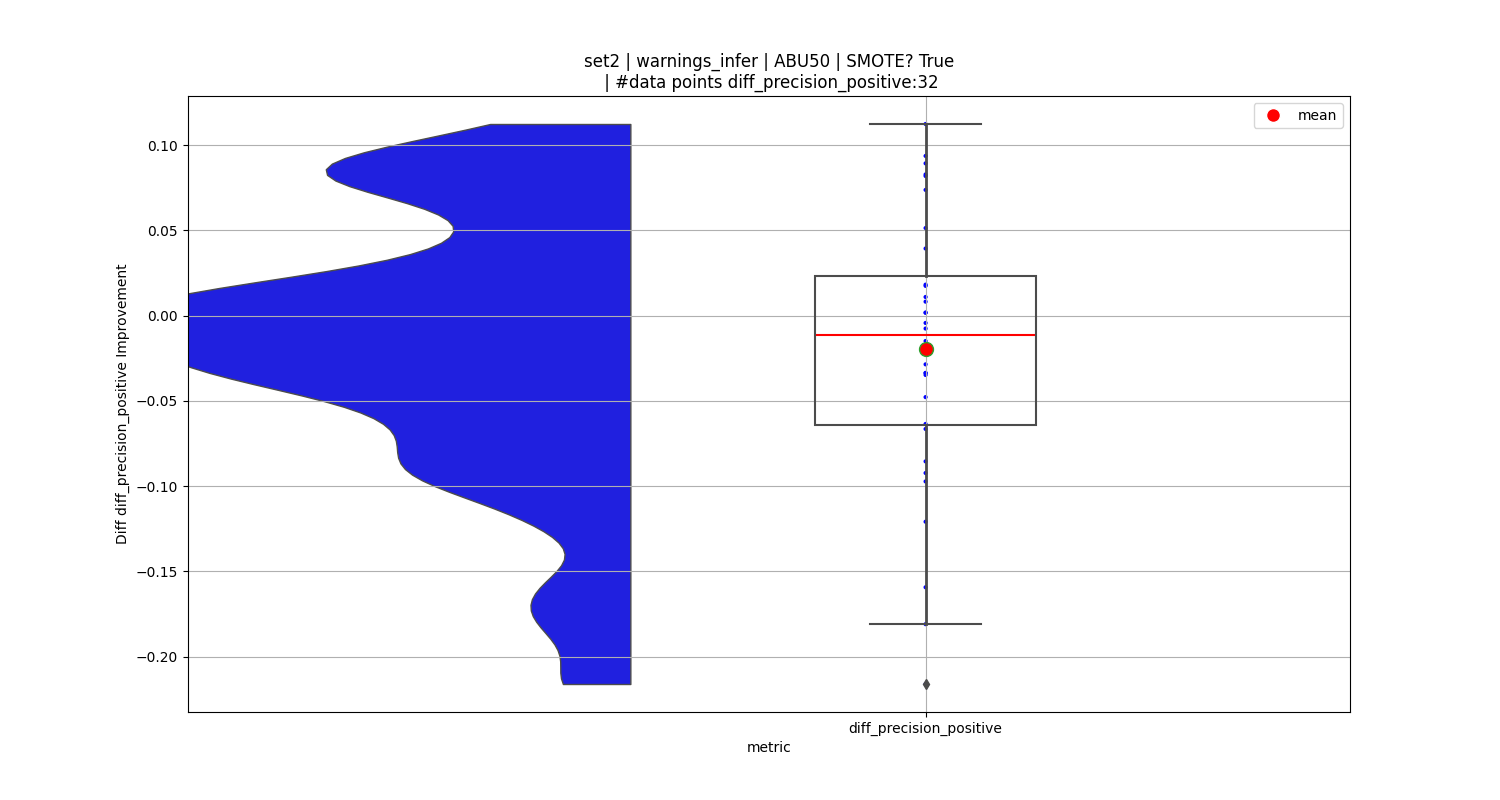 set2 | warnings_infer | ABU50 | SMOTE? True
| #data points diff_precision_positive:32
mean
0.10
0.05
0.00
−0.05
−0.10
−0.15
−0.20
Diff diff_precision_positive Improvement
diff_precision_positive
metric